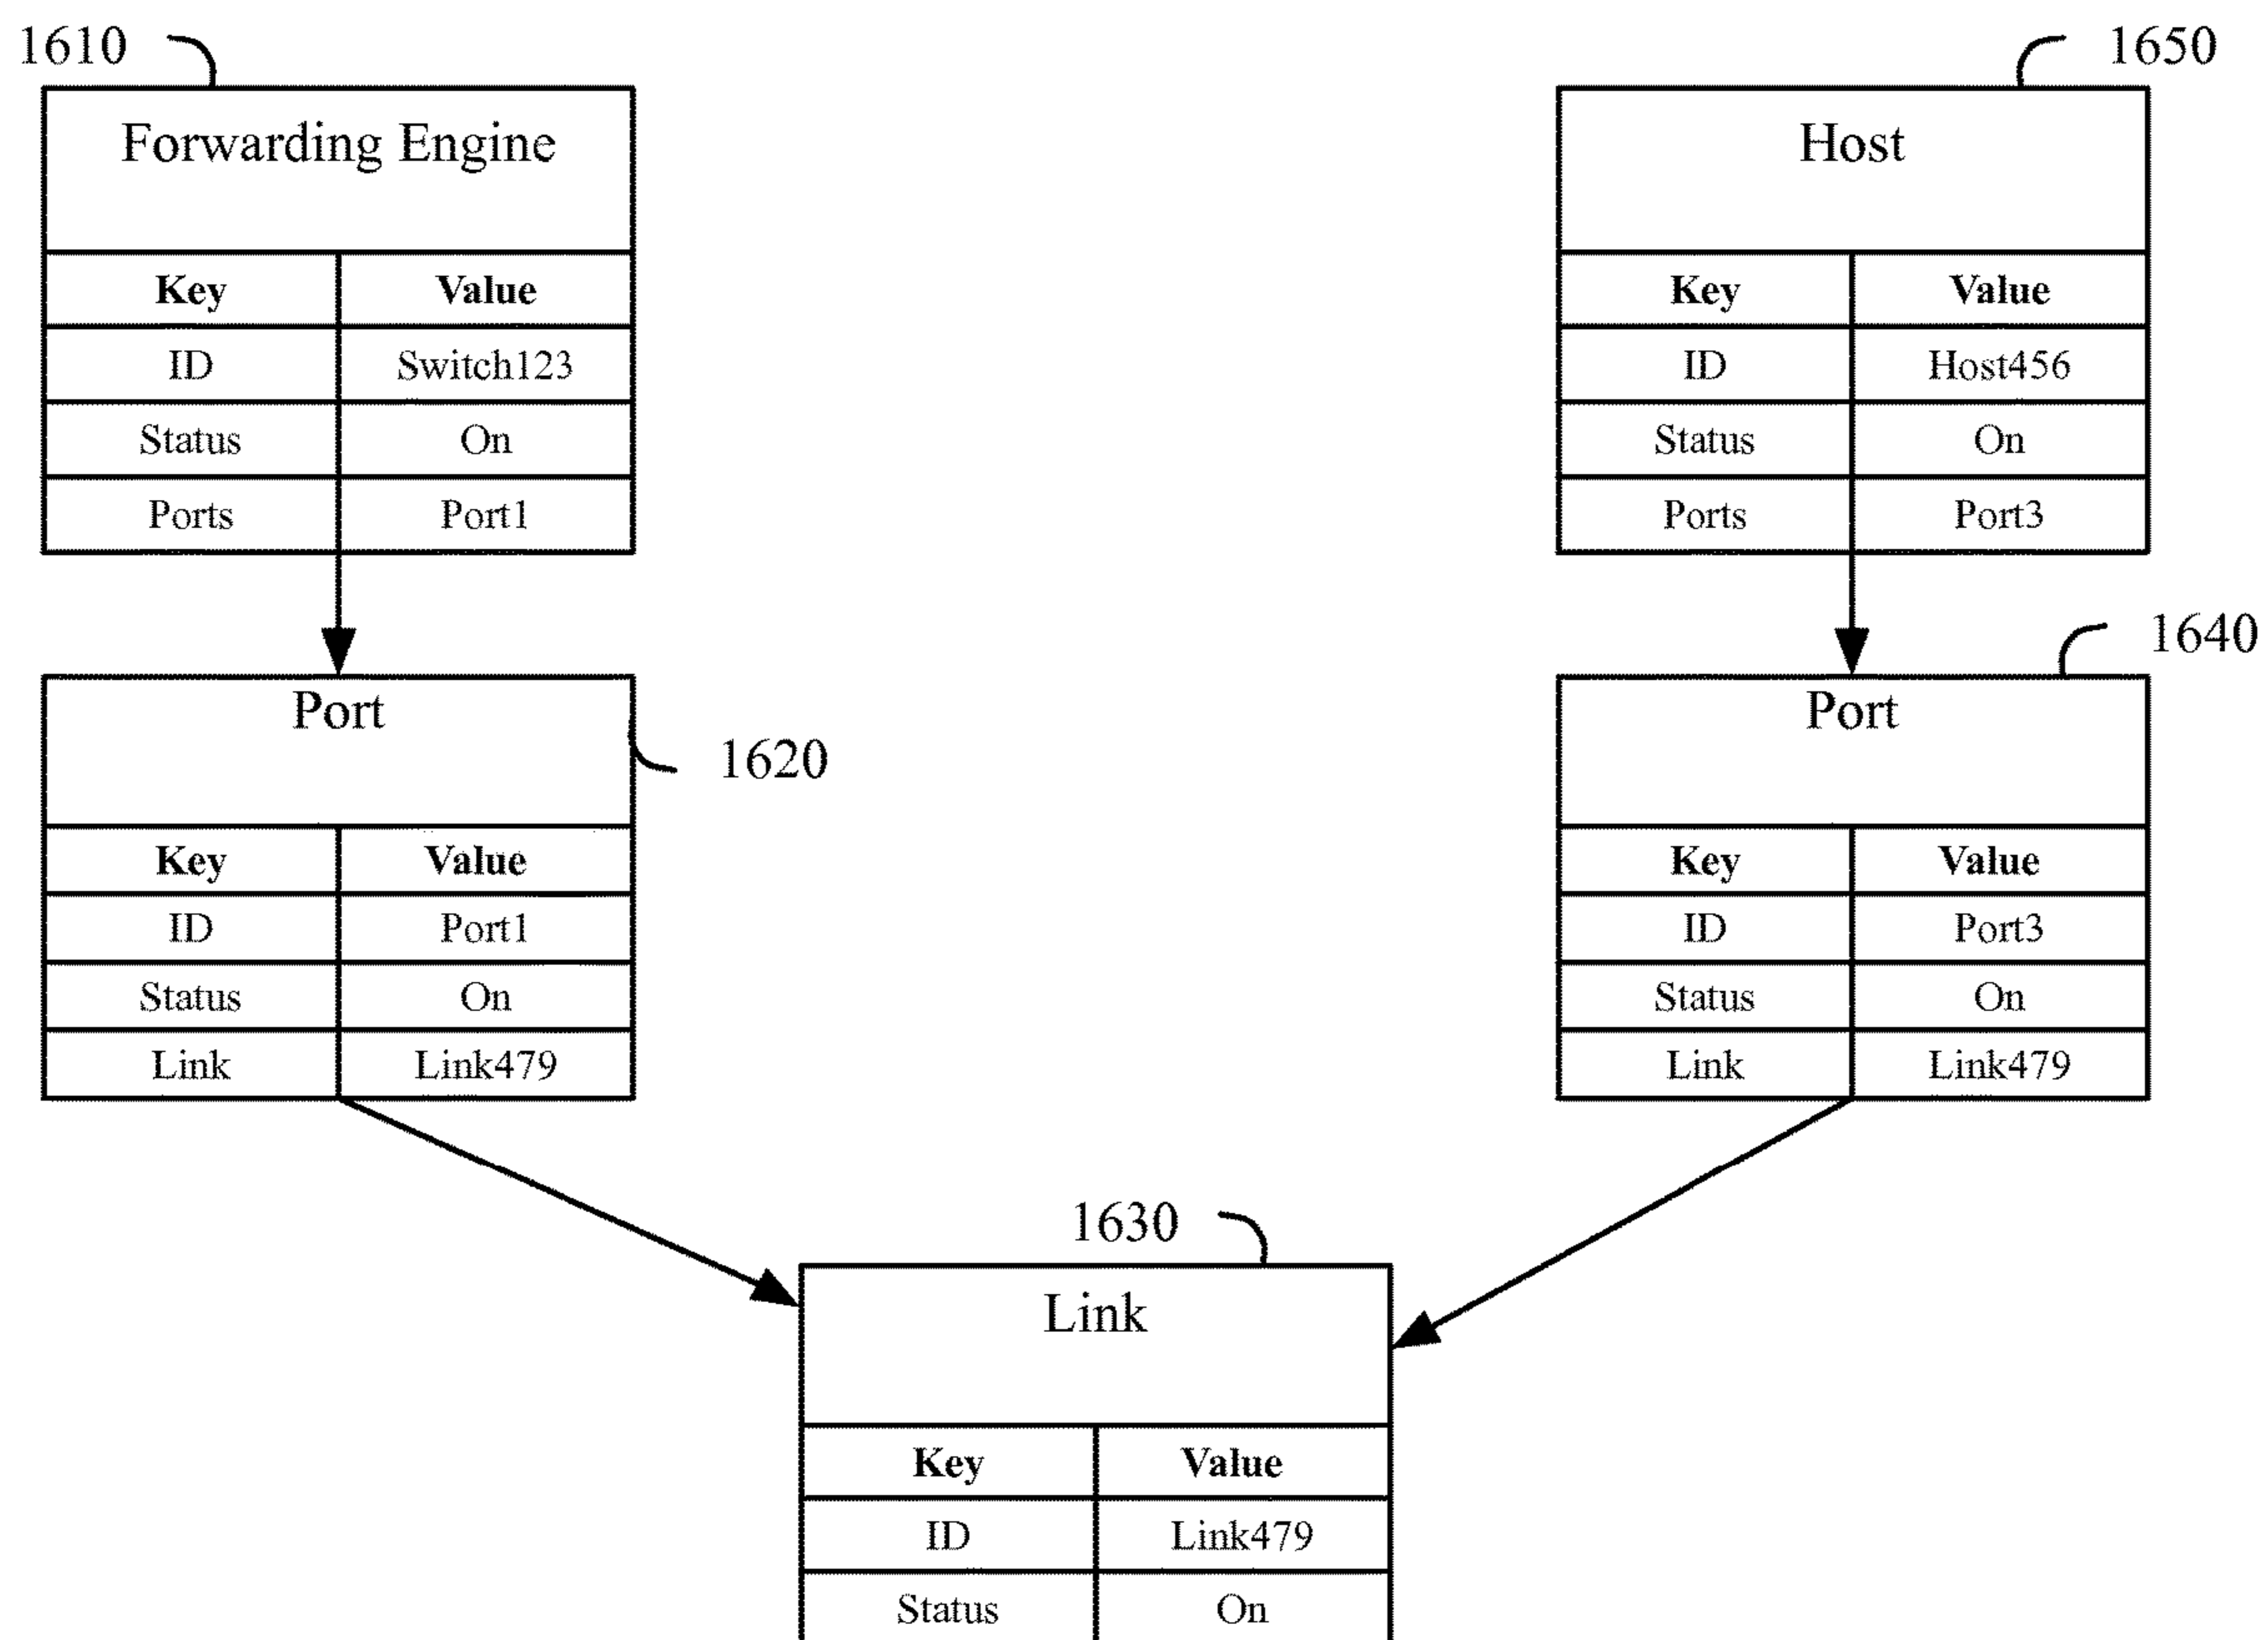 1610
Forwarding Engine
Key Value
ID Switch123
Status On
Ports Port1
1650
Host
Key Value
ID Host456
Status On
Ports Port3
Port
1620
Key Value
ID Port1
Status On
Link Link479
1640
Port
Key Value
ID Port3
Status On
Link Link479
1630
Link
Key Value
ID Link479
Status On